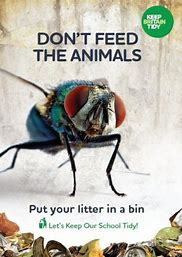 KEEP
BRITAIN
TIDY
DON'T FEED
THE ANIMALS
Put your litter in a bin
Let's Keep Our School Tidy!